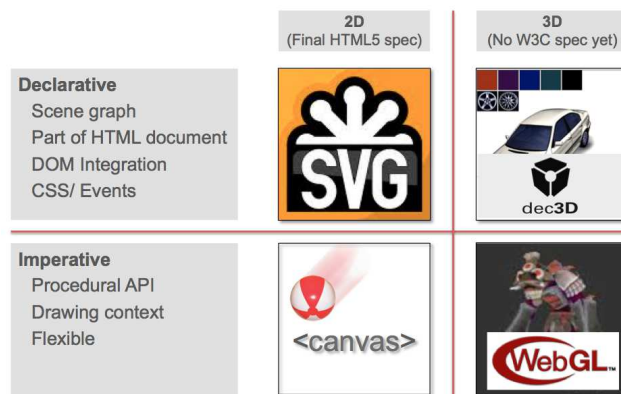 2D
(Final HTML5 spec)
3D
(No W3C spec yet)
Declarative
Scene graph
Part of HTML document
DOM Integration
CSS/ Events
SVG
dec3D
Imperative
Procedural API
Drawing context
Flexible
<canvas>
WebGL™